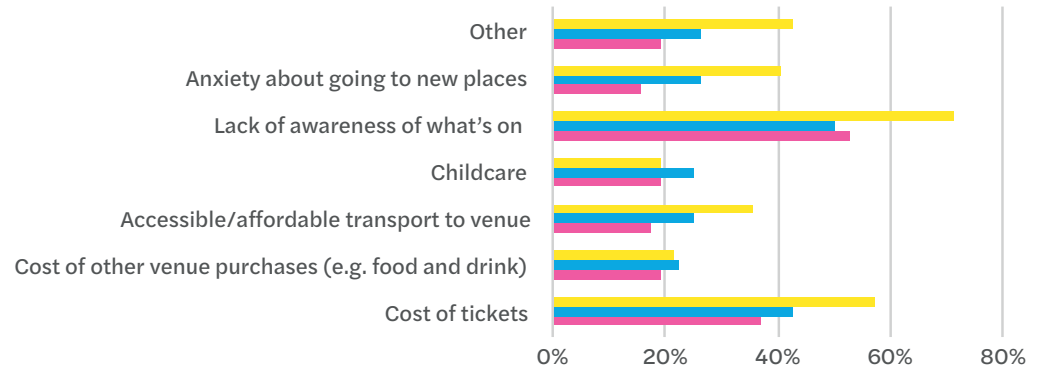 Other
Anxiety about going to new places
Lack of awareness of what’s on
Childcare
Accessible/affordable transport to venue
Cost of other venue purchases (e.g. food and drink)
Cost of tickets
0% 20% 40% 60% 80%